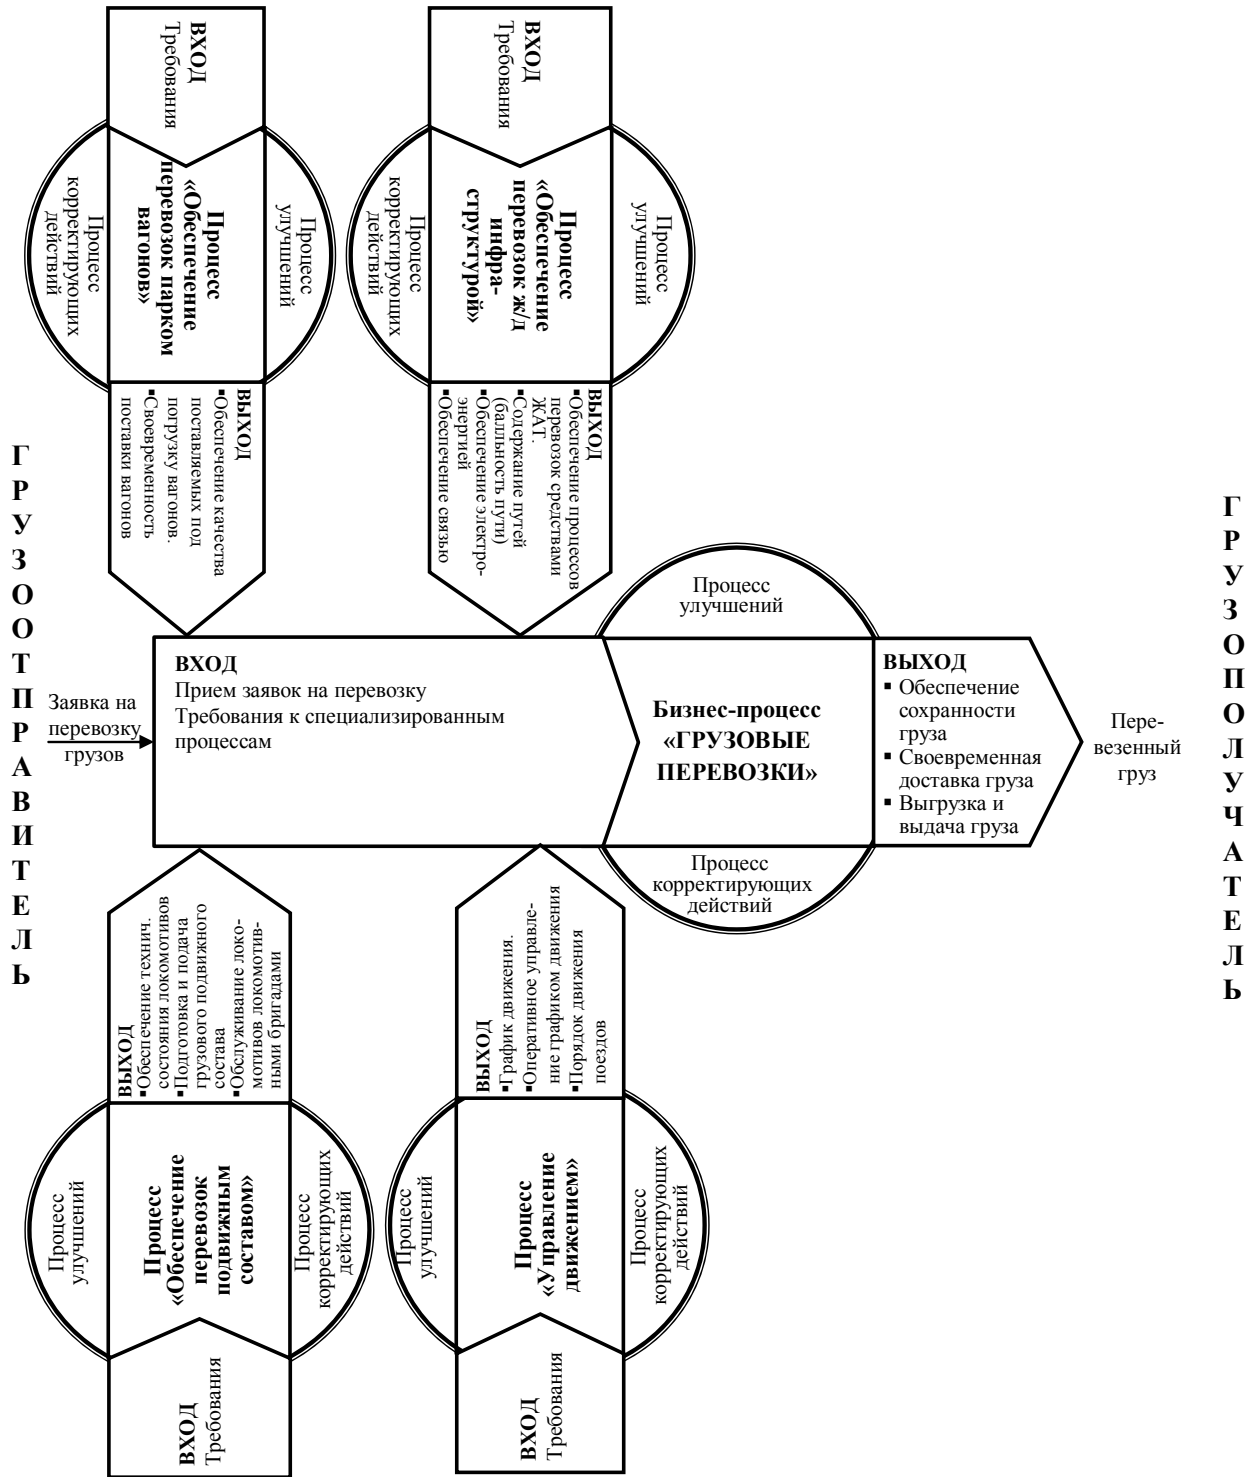 ГРУЗООТПРАВИТЕЛЬ
ВХОД
Требования
Процесс
корректирующих
действий
Процесс
«Обеспечение
перевозок парком
вагонов»
Процесс
улучшений
ВЫХОД
▪Обеспечение качества
поставляемых под
погрузку вагонов.
▪Своевременность
поставки вагонов
ВХОД
Требования
Процесс
корректирующих
действий
Процесс
«Обеспечение
перевозок ж/д
инфра-
структурой»
Процесс
улучшений
ВЫХОД
▪Обеспечение процессов
перевозок средствами
ЖАТ.
▪Содержание путей
(балльность пути)
▪Обеспечение электро-
энергией
▪Обеспечение связью
Заявка на
перевозку
грузов
ВХОД
Прием заявок на перевозку
Требования к специализированным
процессам
Процесс
улучшений
Бизнес-процесс
«ГРУЗОВЫЕ
ПЕРЕВОЗКИ»
Процесс
корректирующих
действий
ВЫХОД
▪ Обеспечение
сохранности
груза
▪ Своевременная
доставка груза
▪ Выгрузка и
выдача груза
Пере-
везенный
груз
ГРУЗОПОЛУЧАТЕЛЬ
ВЫХОД
▪Обеспечение технич.
состояния локомотивов
▪Подготовка и подача
грузового подвижного
состава
▪Обслуживание локо-
мотивов локомотив-
ными бригадами
Процесс
улучшений
Процесс
«Обеспечение
перевозок
подвижным
составом»
Процесс
корректирующих
действий
ВХОД
Требования
ВЫХОД
▪График движения.
▪Оперативное управле-
ние графиком движения
▪Порядок движения
поездов
Процесс
улучшений
Процесс
«Управление
движением»
Процесс
корректирующих
действий
ВХОД
Требования